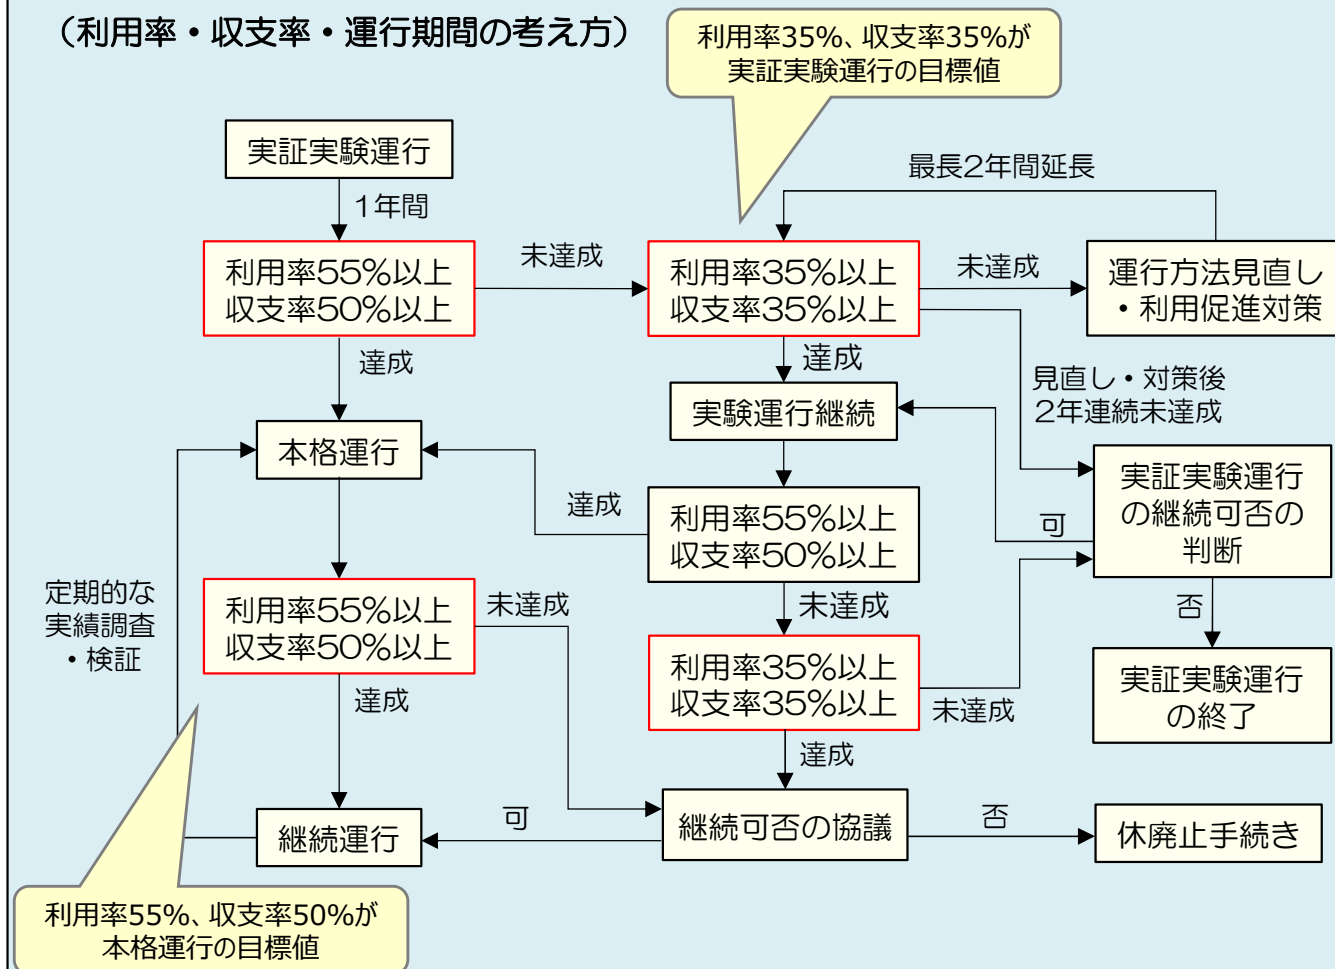 （利用率・収支率・運行期間の考え方）
利用率35%、収支率35%が
実証実験運行の目標値
実証実験運行
1年間
最長2年間延長
利用率55%以上
収支率50%以上
未達成
利用率35%以上
収支率35%以上
未達成
運行方法見直し
・利用促進対策
達成
達成
見直し・対策後
2年連続未達成
実験運行継続
本格運行
達成
利用率55%以上
収支率50%以上
可
実証実験運行
の継続可否の
判断
定期的な
実績調査
・検証
利用率55%以上
収支率50%以上
未達成
未達成
否
利用率35%以上
収支率35%以上
未達成
実証実験運行
の終了
達成
達成
継続運行
可
継続可否の協議
否
休廃止手続き
利用率55%、収支率50%が
本格運行の目標値